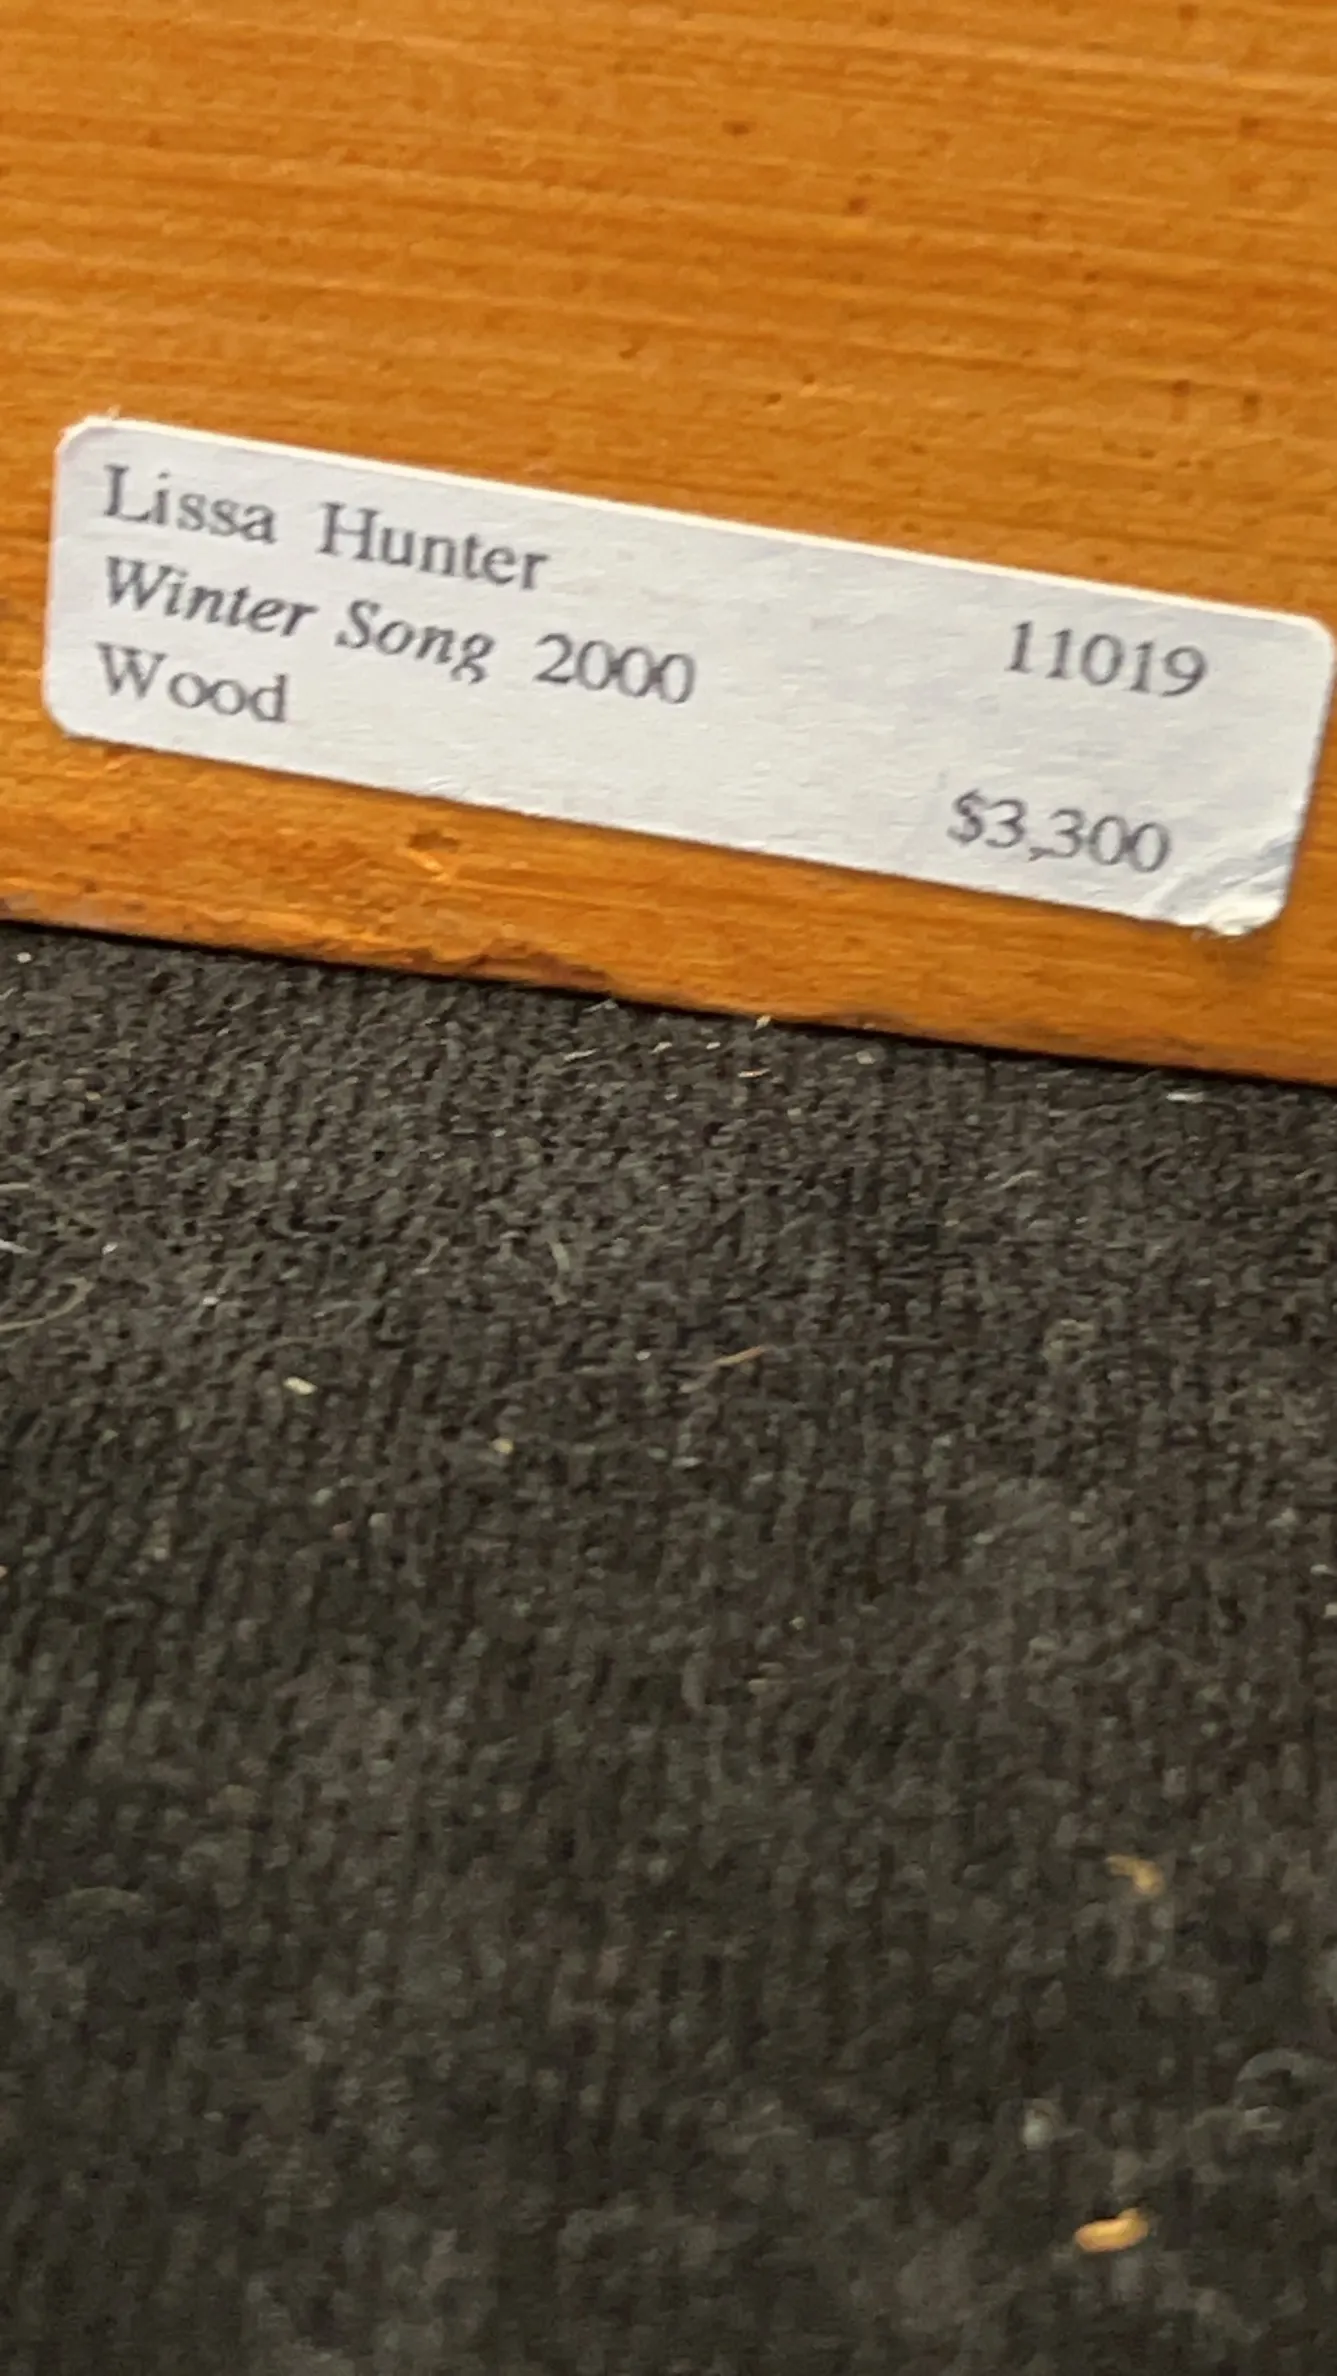 Lissa Hunter
Winter Song 2000 11019
Wood
$3,300